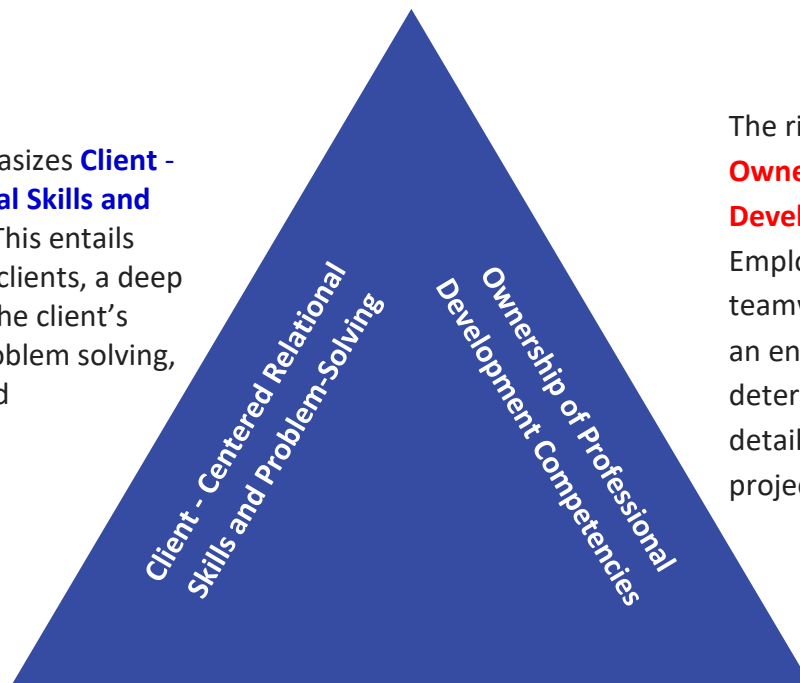 asizes Client -
al Skills and
This entails
clients, a deep
he client's
oblem solving,
d
Client - Centered Relational
Skills and Problem-Solving
Ownership of Professional
Development Competencies
The ri
Owne
Devel
Emplo
teamw
an en
deter
detail
projec